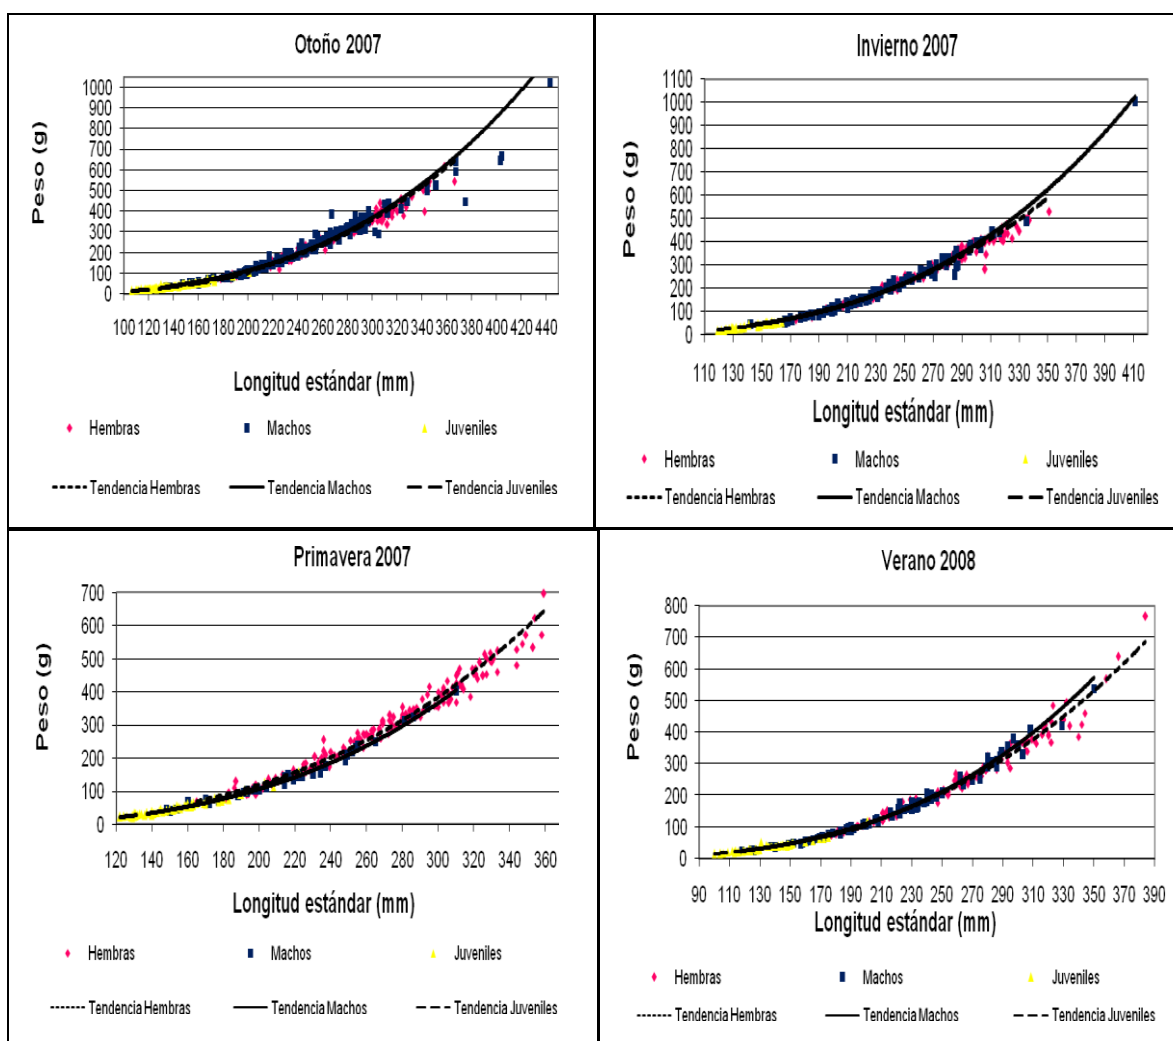 Otoño 2007
Peso (g)
1000
900
800
700
600
500
400
300
200
100
0
100 120 140 160 180 200 220 240 260 280 300 320 340 360 380 400 420 440
Longitud estándar (mm)
Hembras Machos Juveniles
Tendencia Hembras Tendencia Machos Tendencia Juveniles
Invierno 2007
Peso (g)
1100
1000
900
800
700
600
500
400
300
200
100
0
110 130 150 170 190 210 230 250 270 290 310 330 350 370 390 410
Longitud estándar (mm)
Hembras Machos Juveniles
Tendencia Hembras Tendencia Machos Tendencia Juveniles
Primavera 2007
Peso (g)
700
600
500
400
300
200
100
0
120 140 160 180 200 220 240 260 280 300 320 340 360
Longitud estándar (mm)
Hembras Machos Juveniles
Tendencia Hembras Tendencia Machos Tendencia Juveniles
Verano 2008
Peso (g)
800
700
600
500
400
300
200
100
0
90 110 130 150 170 190 210 230 250 270 290 310 330 350 370 390
Longitud estándar (mm)
Hembras Machos Juveniles
Tendencia Hembras Tendencia Machos Tendencia Juveniles